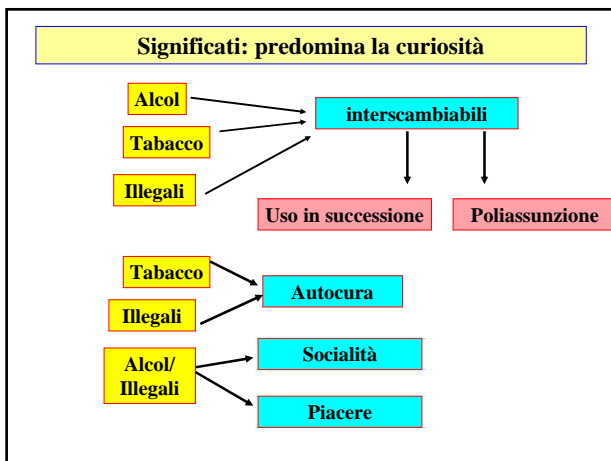 Significati: predomina la curiosità
Alcol
interscambiabili
Tabacco
Illegali
Uso in successione
Poliassunzione
Tabacco
Autocura
Illegali
Alcol/
Illegali
Socialità
Piacere